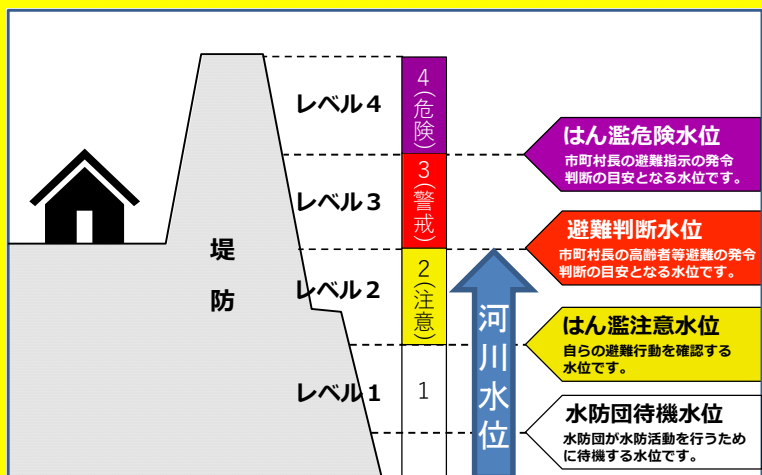 堤防
レベル4
レベル3
レベル2
レベル1
4(危険)
3(警戒)
2(注意)
1
河川水位
はん濫危険水位
市町村長の避難指示の発令
判断の目安となる水位です。
避難判断水位
市町村長の高齢者等避難の発令
判断の目安となる水位です。
はん濫注意水位
自らの避難行動を確認する
水位です。
水防団待機水位
水防団が水防活動を行うため
に待機する水位です。